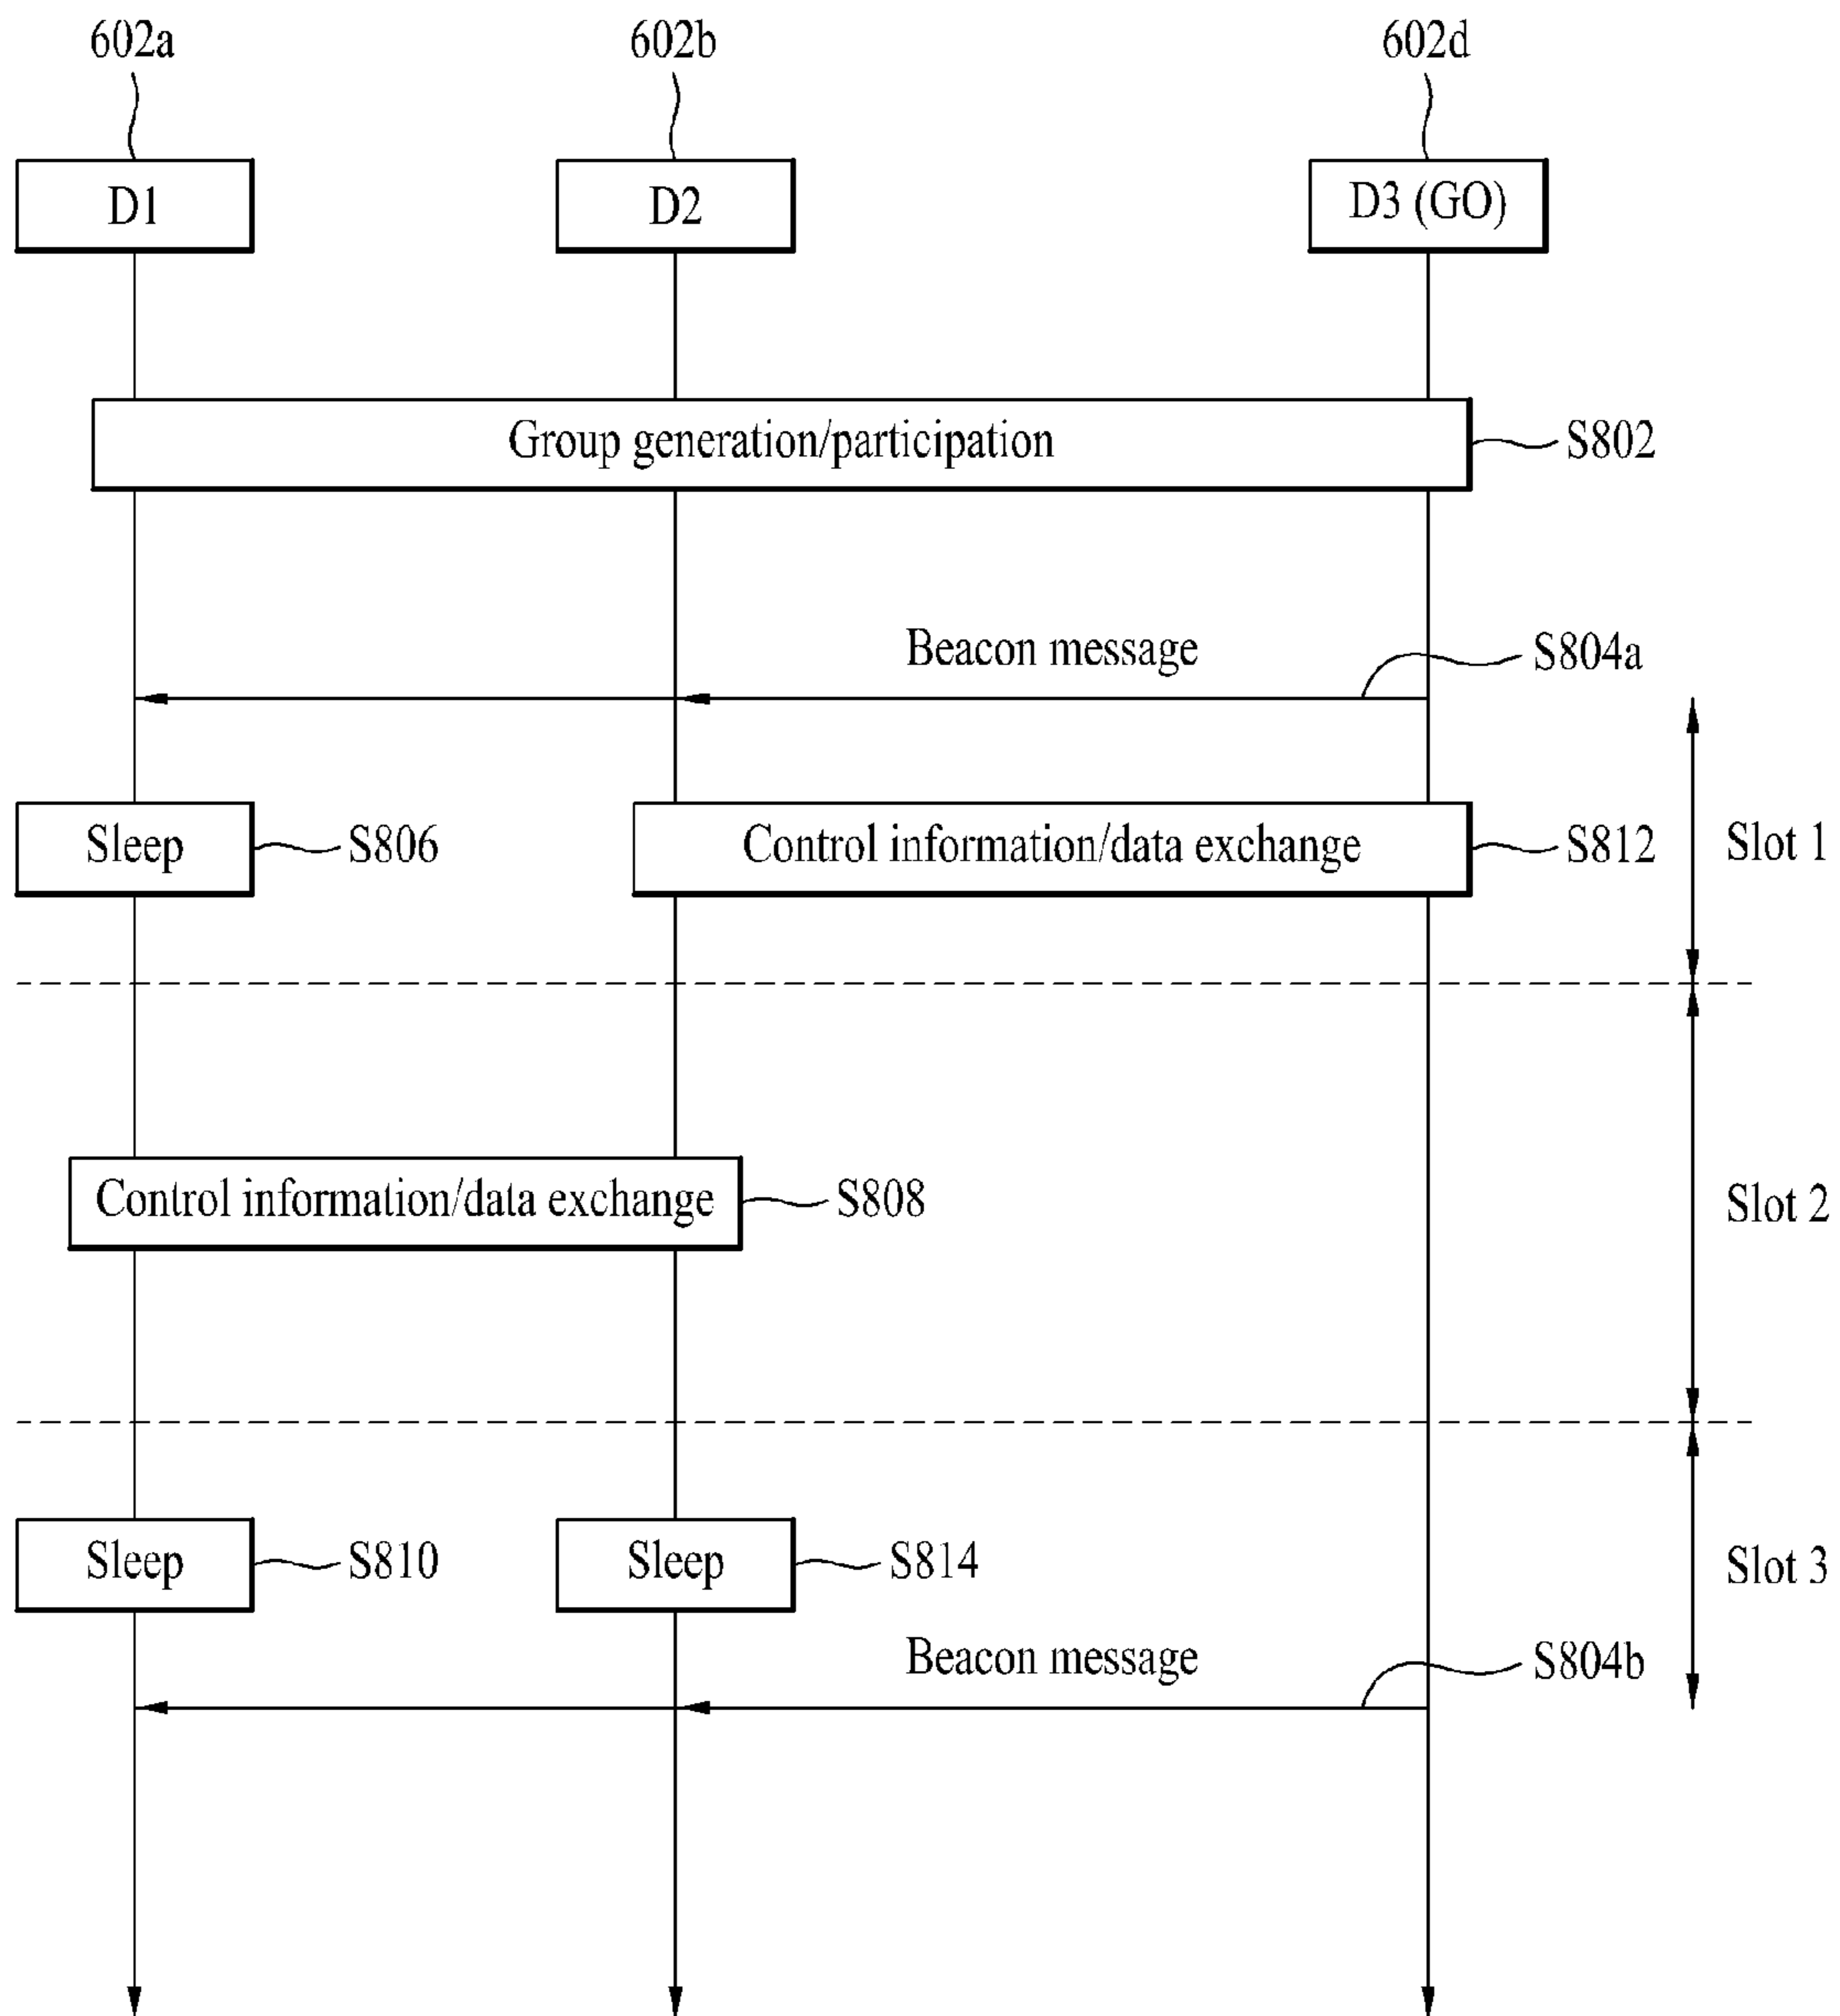 602a
602b
602d
D1
D2
D3 (GO)
Group generation/participation
S802
Beacon message
S804a
Sleep
S806
Control information/data exchange
S812
Slot 1
Control information/data exchange
S808
Slot 2
Sleep
S810
Sleep
S814
Slot 3
Beacon message
S804b